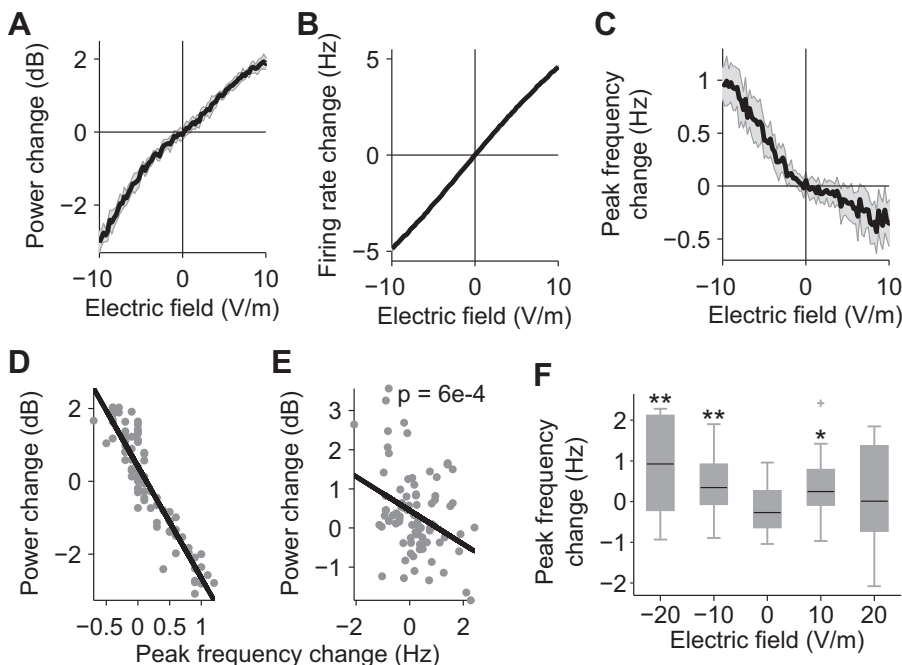 A
Power change (dB)
2
0
−2
−10 0 10
Electric field (V/m)
B
Firing rate change (Hz)
5
0
−5
−10 0 10
Electric field (V/m)
C
Peak frequency
change (Hz)
1
0.5
0
−0.5
−10 0 10
Electric field (V/m)
D
Power change (dB)
2
0
−2
−0.5 0 0.5 1
E
Power change (dB)
p = 6e-4
3
2
1
0
−1
−2 0 2
Peak frequency change (Hz)
F
Peak frequency
change (Hz)
2
1
0
−1
−2
** ** * +
−20 −10 0 10 20
Electric field (V/m)